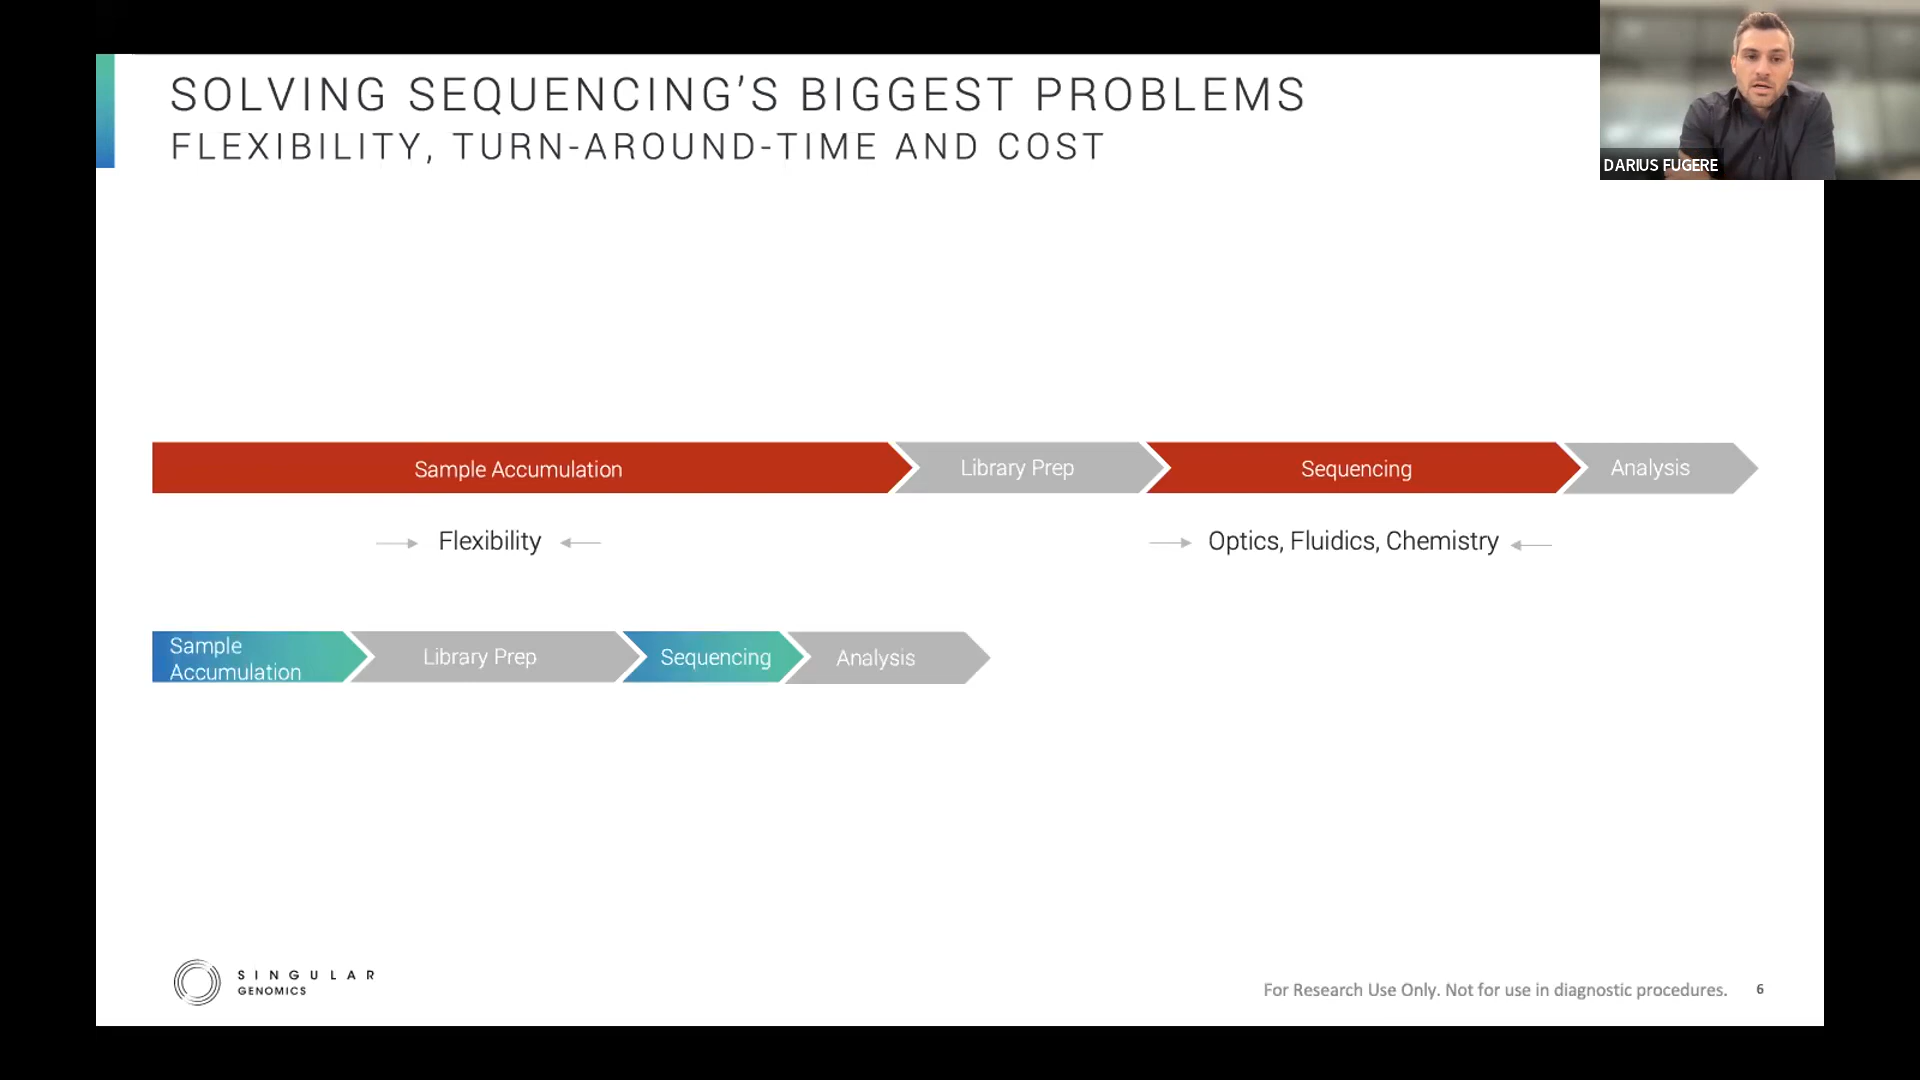 SOLVING SEQUENCING'S BIGGEST PROBLEMS
FLEXIBILITY, TURN-AROUND-TIME AND COST
DARIUS FUGERE
Sample Accumulation
Library Prep
Sequencing
Analysis
Flexibility
Optics, Fluidics, Chemistry
Sample
Accumulation
Library Prep
Sequencing
Analysis
SINGULAR
GENOMICS
For Research Use Only. Not for use in diagnostic procedures.
6